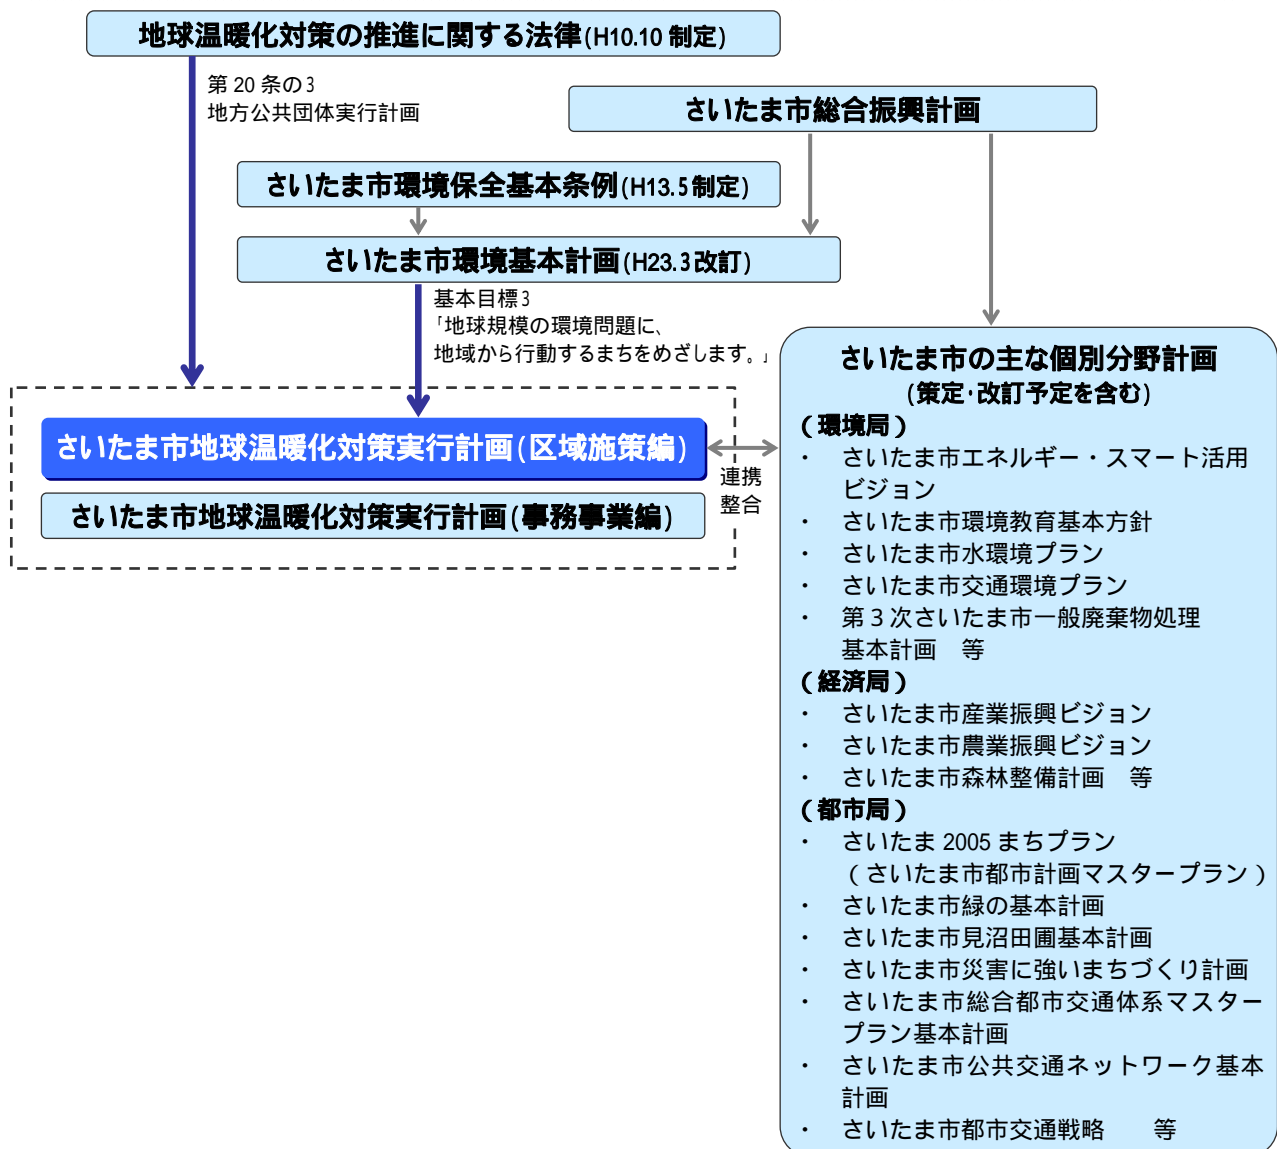 地球温暖化対策の推進に関する法律(H10.10 制定)
第 20 条の3
地方公共団体実行計画
さいたま市総合振興計画
さいたま市環境保全基本条例(H13.5制定)
さいたま市環境基本計画(H23.3改訂)
基本目標3
「地球規模の環境問題に、
地域から行動するまちをめざします。」
さいたま市地球温暖化対策実行計画(区域施策編)
さいたま市地球温暖化対策実行計画(事務事業編)
連携
整合
さいたま市の主な個別分野計画
(策定･改訂予定を含む)
(環境局)
・ さいたま市エネルギー・スマート活用
ビジョン
・ さいたま市環境教育基本方針
・ さいたま市水環境プラン
・ さいたま市交通環境プラン
・ 第3次さいたま市一般廃棄物処理
基本計画 等
(経済局)
・ さいたま市産業振興ビジョン
・ さいたま市農業振興ビジョン
・ さいたま市森林整備計画 等
(都市局)
・ さいたま 2005 まちプラン
(さいたま市都市計画マスタープラン)
・ さいたま市緑の基本計画
・ さいたま市見沼田圃基本計画
・ さいたま市災害に強いまちづくり計画
・ さいたま市総合都市交通体系マスター
プラン基本計画
・ さいたま市公共交通ネットワーク基本
計画
・ さいたま市都市交通戦略 等